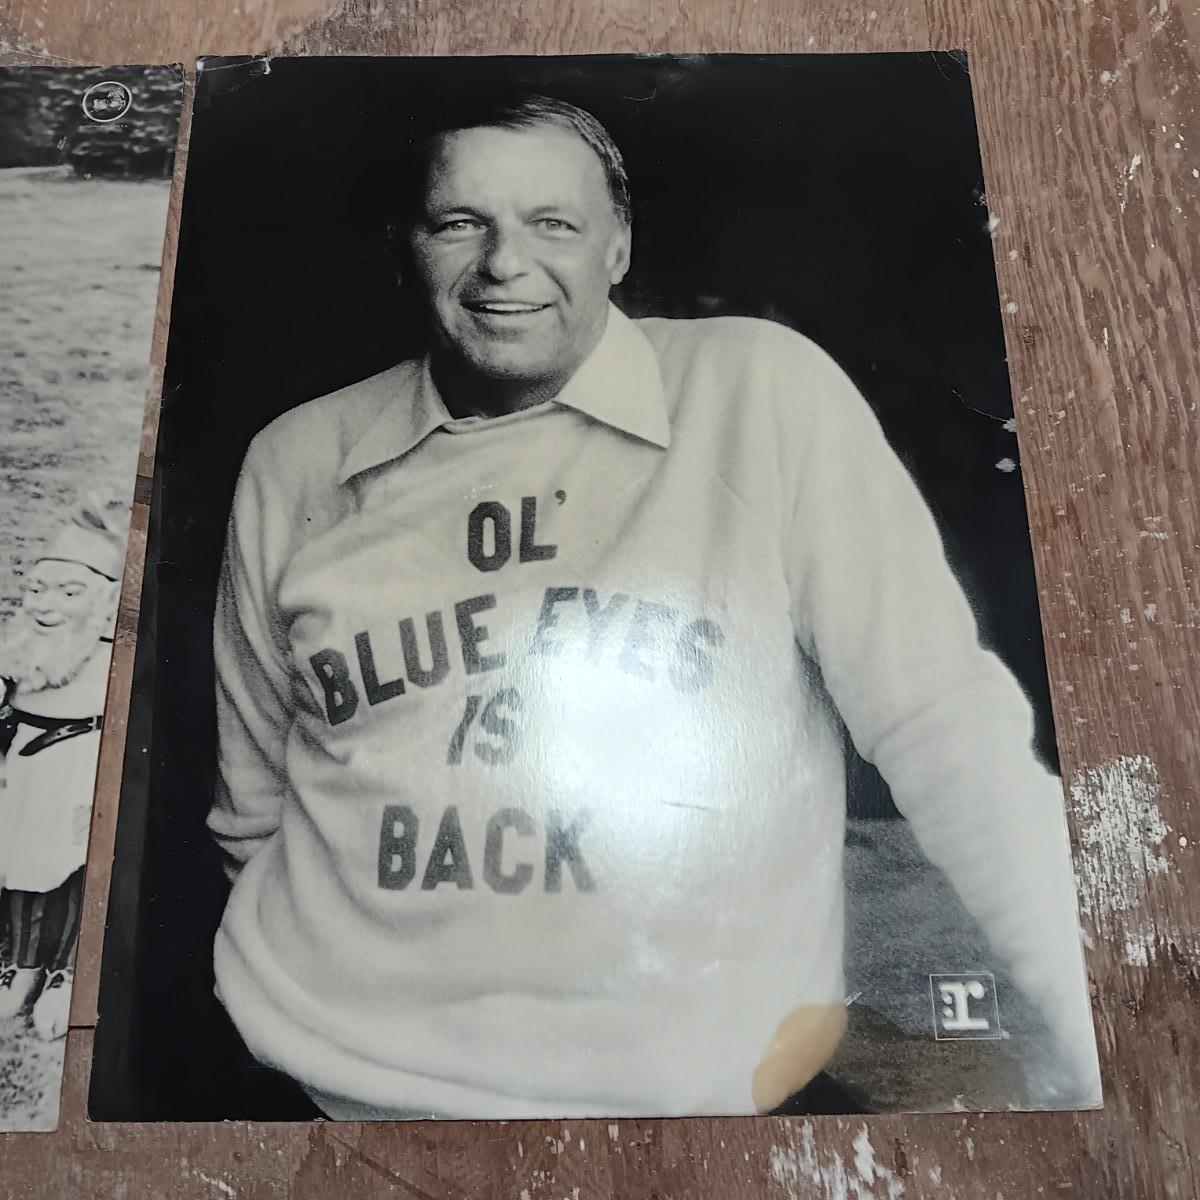 OL'
BLUE EYES
IS
BACK
r